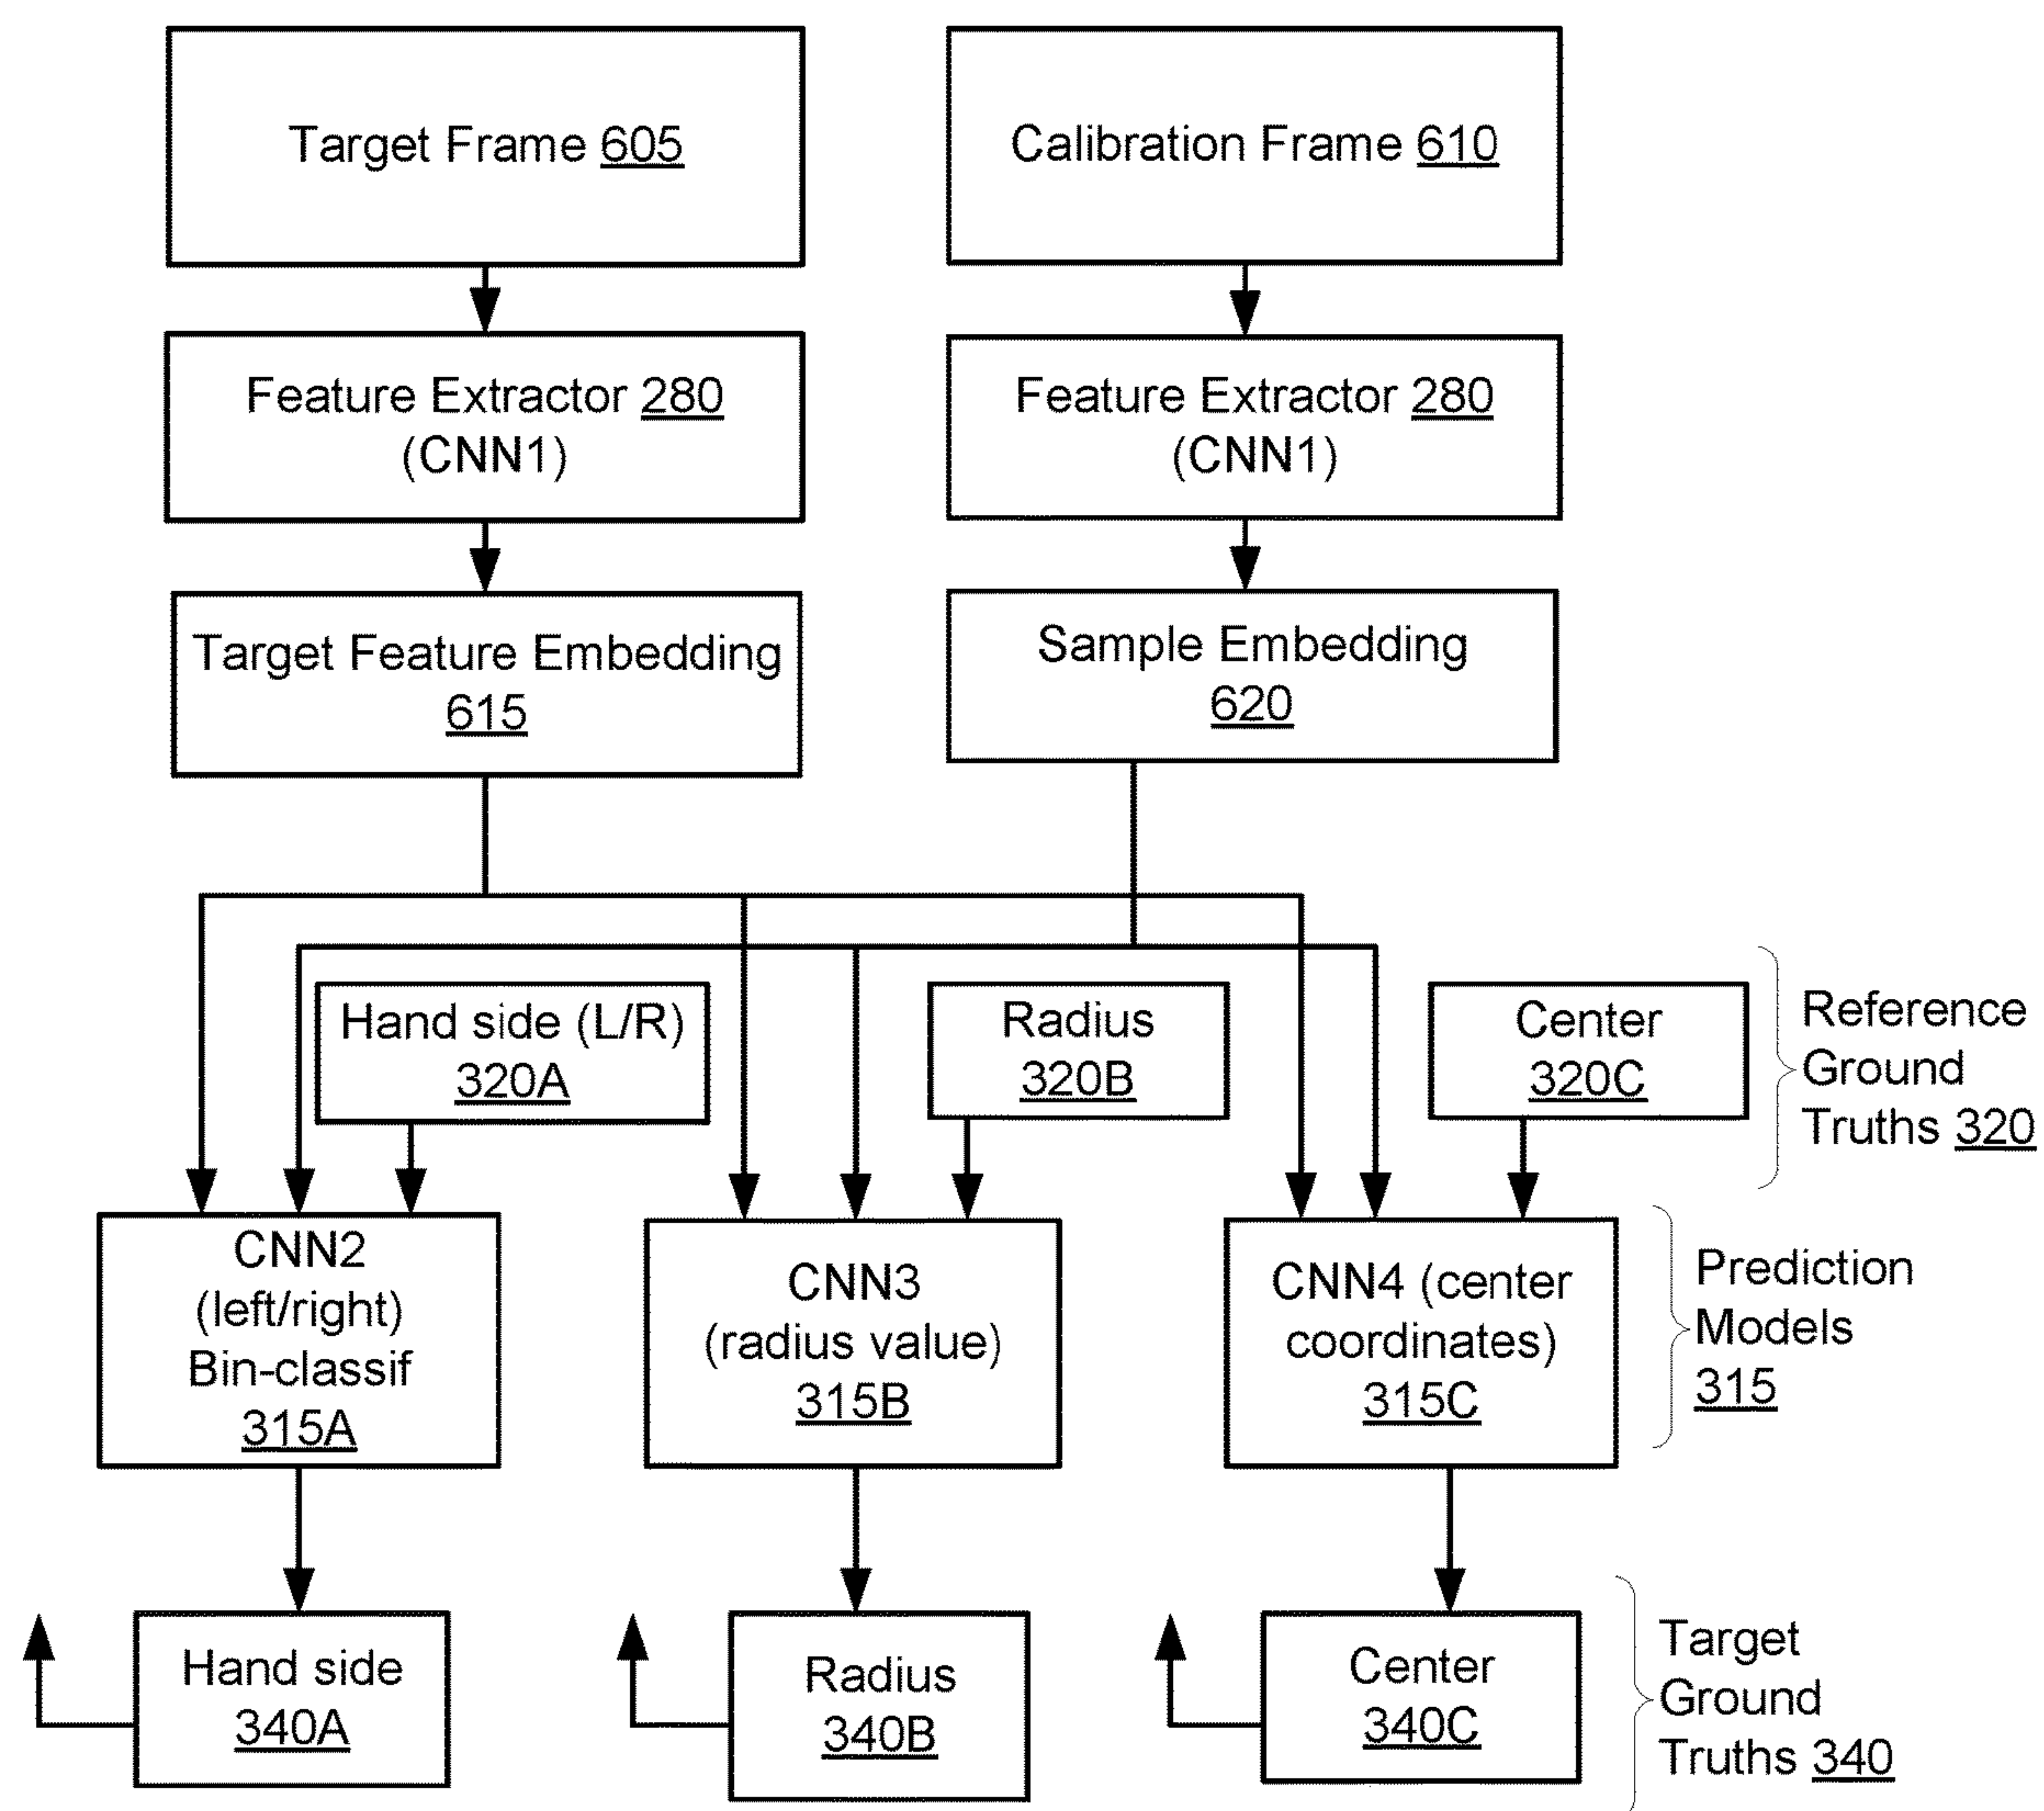 Target Frame 605
Calibration Frame 610
Feature Extractor 280
(CNN1)
Feature Extractor 280
(CNN1)
Target Feature Embedding
615
Sample Embedding
620
Hand side (L/R)
320A
Radius
320B
Center
320C
Reference
Ground
Truths 320
CNN2
(left/right)
Bin-classif
315A
CNN3
(radius value)
315B
CNN4 (center
coordinates)
315C
Prediction
Models
315
Hand side
340A
Radius
340B
Center
340C
Target
Ground
Truths 340